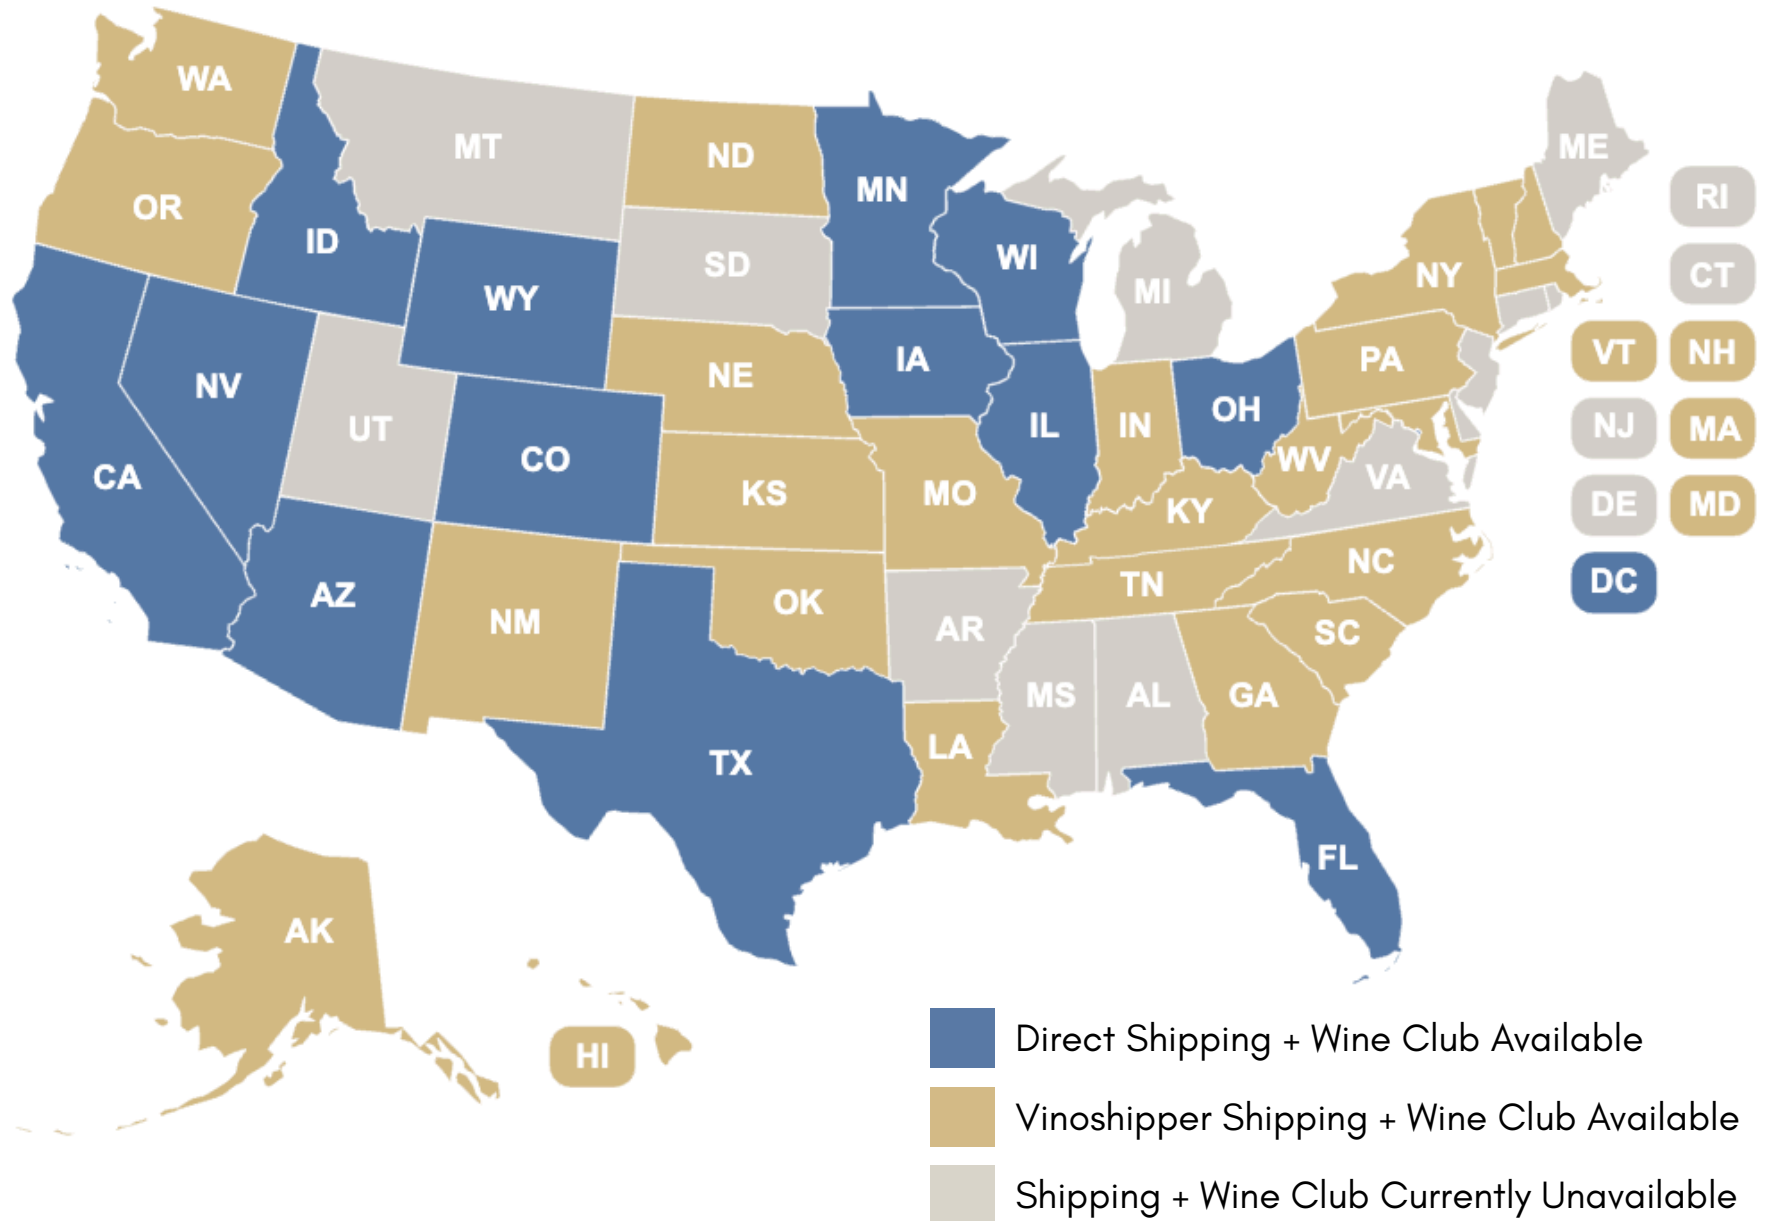 WA
MT
ND
MN
ME
OR
ID
SD
WI
MI
NY
RI
CT
WY
NV
UT
NE
IA
PA
VT
NH
CA
CO
KS
MO
IL
IN
OH
WV
VA
KY
NJ
MA
DE
MD
AZ
NM
OK
AR
TN
NC
DC
SC
TX
LA
MS
AL
GA
FL
AK
HI
Direct Shipping + Wine Club Available
Vinoshipper Shipping + Wine Club Available
Shipping + Wine Club Currently Unavailable